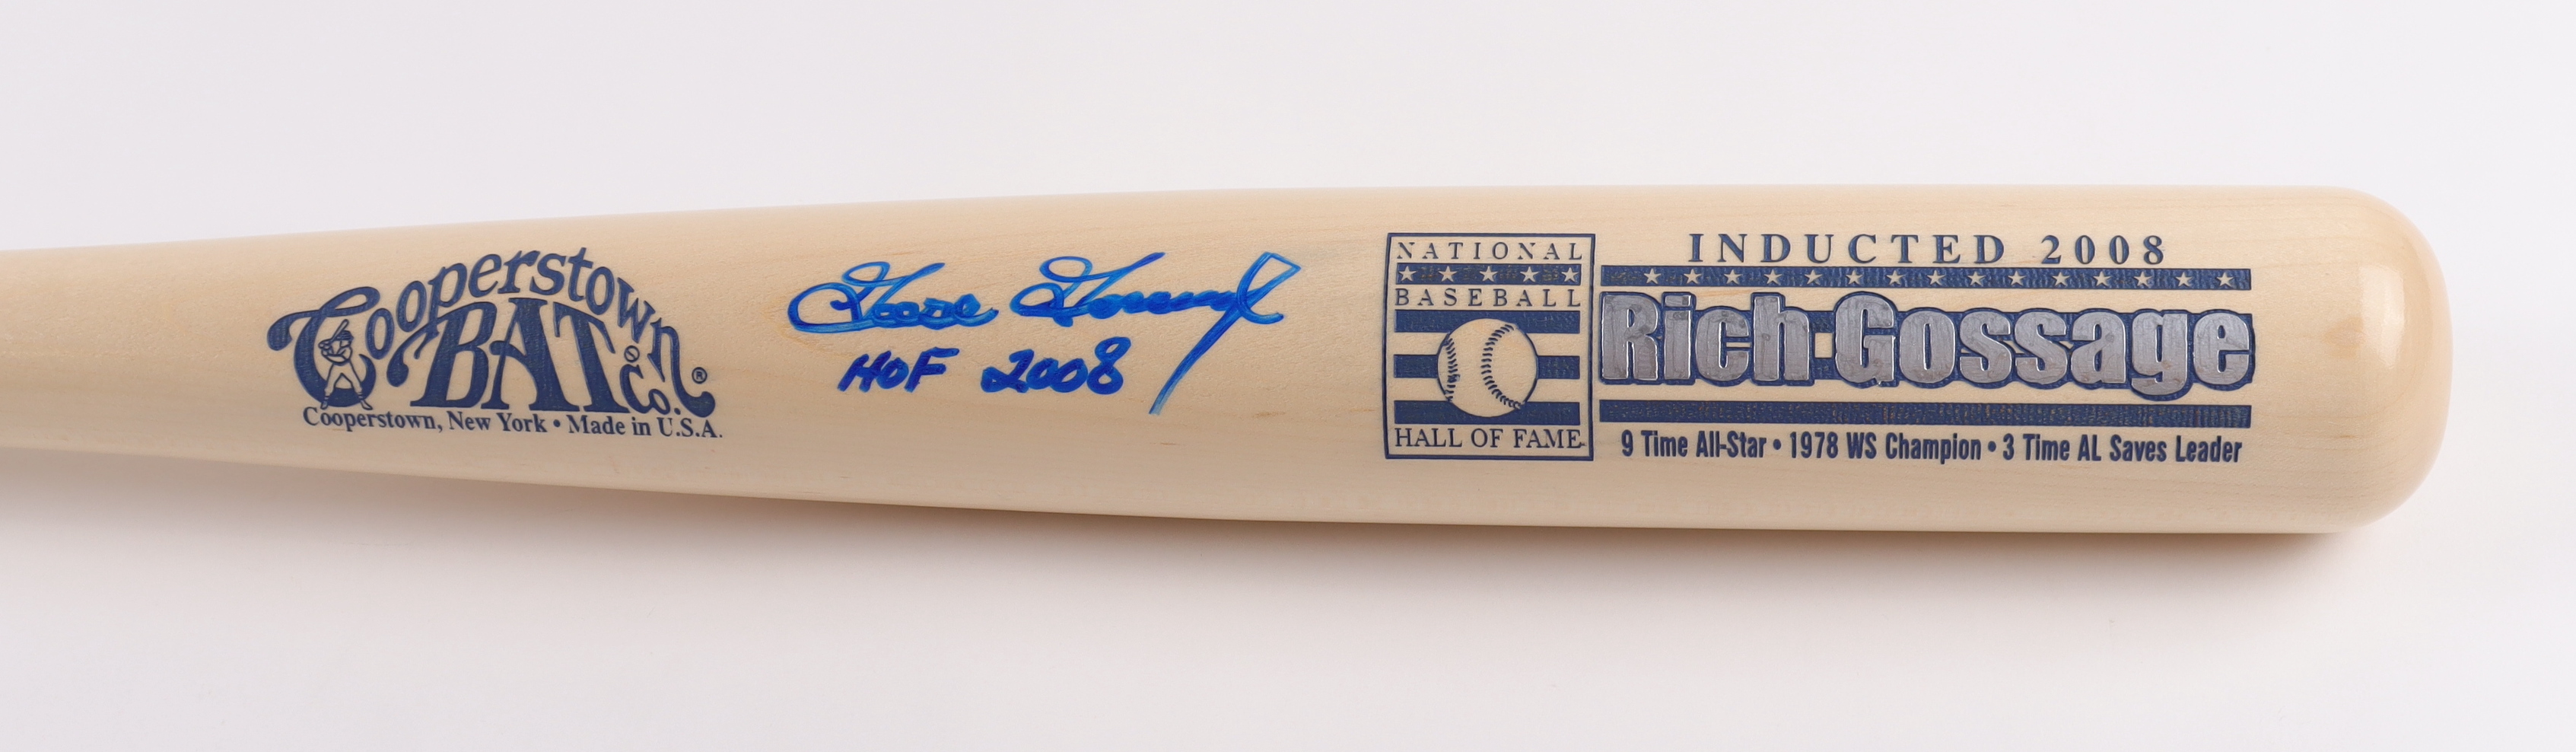 Cooperstown
BAT Co.®
Cooperstown, New York • Made in U.S.A.
Goose Gossage
HOF 2008
NATIONAL
BASEBALL
HALL OF FAME
INDUCTED 2008
Rich Gossage
9 Time All-Star • 1978 WS Champion • 3 Time AL Saves Leader